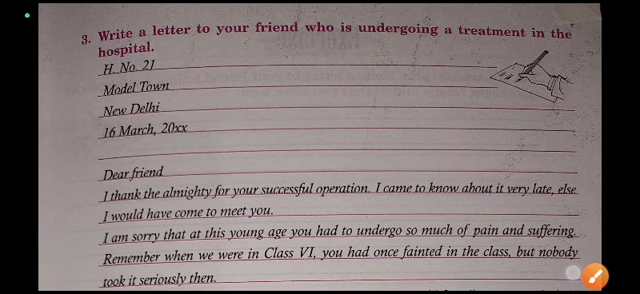 3. Write a letter to your friend who is undergoing a treatment in the
hospital.
H. No. 21
Model Town
New Delhi
16 March, 20xx
Dear friend
I thank the almighty for your successful operation. I came to know about it very late, else
I would have come to meet you.
I am sorry that at this young age you had to undergo so much of pain and suffering.
Remember when we were in Class VI, you had once fainted in the class, but nobody
took it seriously then.